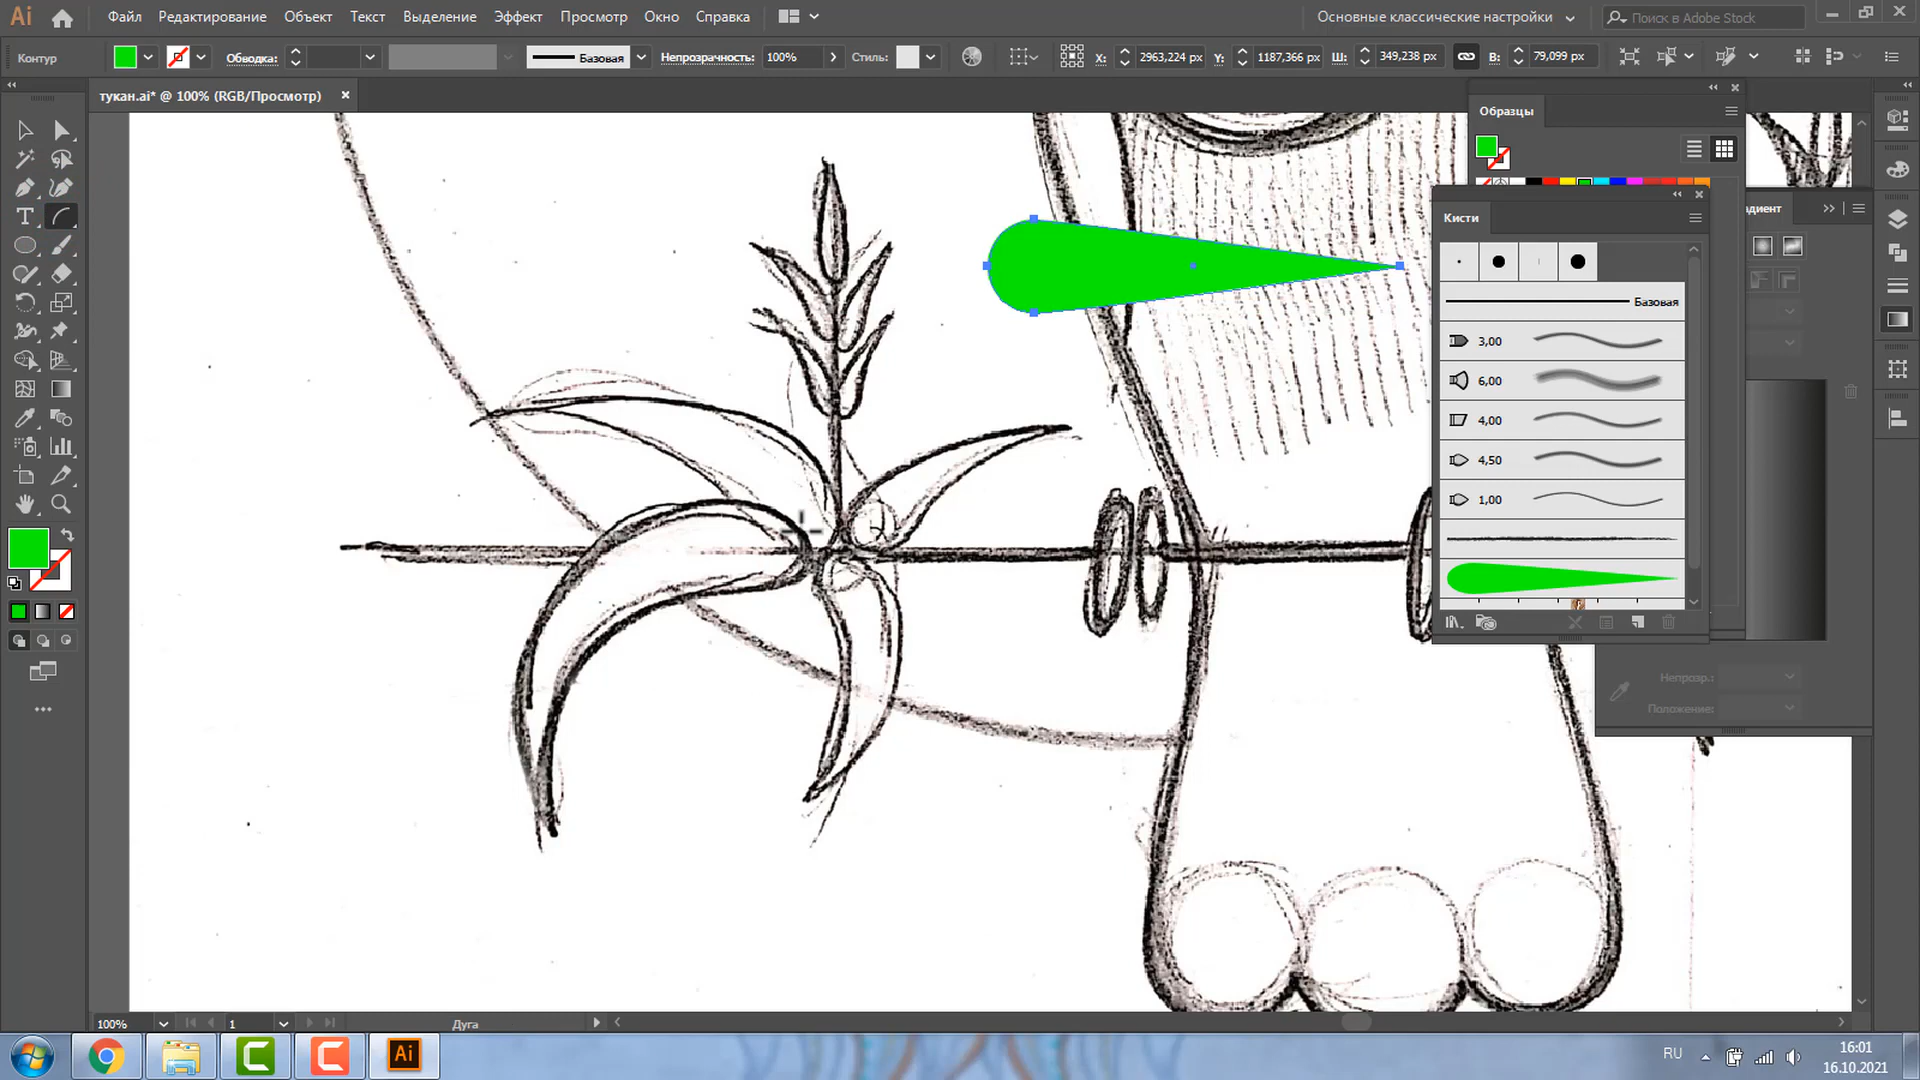 Ai Файл Редактирование Объект Текст Выделение Эффект Просмотр Окно Справка Основные классические настройки Поиск в Adobe Stock
Контур Обводка: Базовая Непрозрачность: 100% Стиль: X: 2963,224 px Y: 1187,366 px Ш: 349,238 px В: 79,099 px
тукан.ai* @ 100% (RGB/Просмотр)
Образцы
Кисти
диент
Базовая
3,00
6,00
4,00
4,50
1,00
Непрозр.:
Положение:
100% 1 Дуга
Ai RU 16:01
16.10.2021